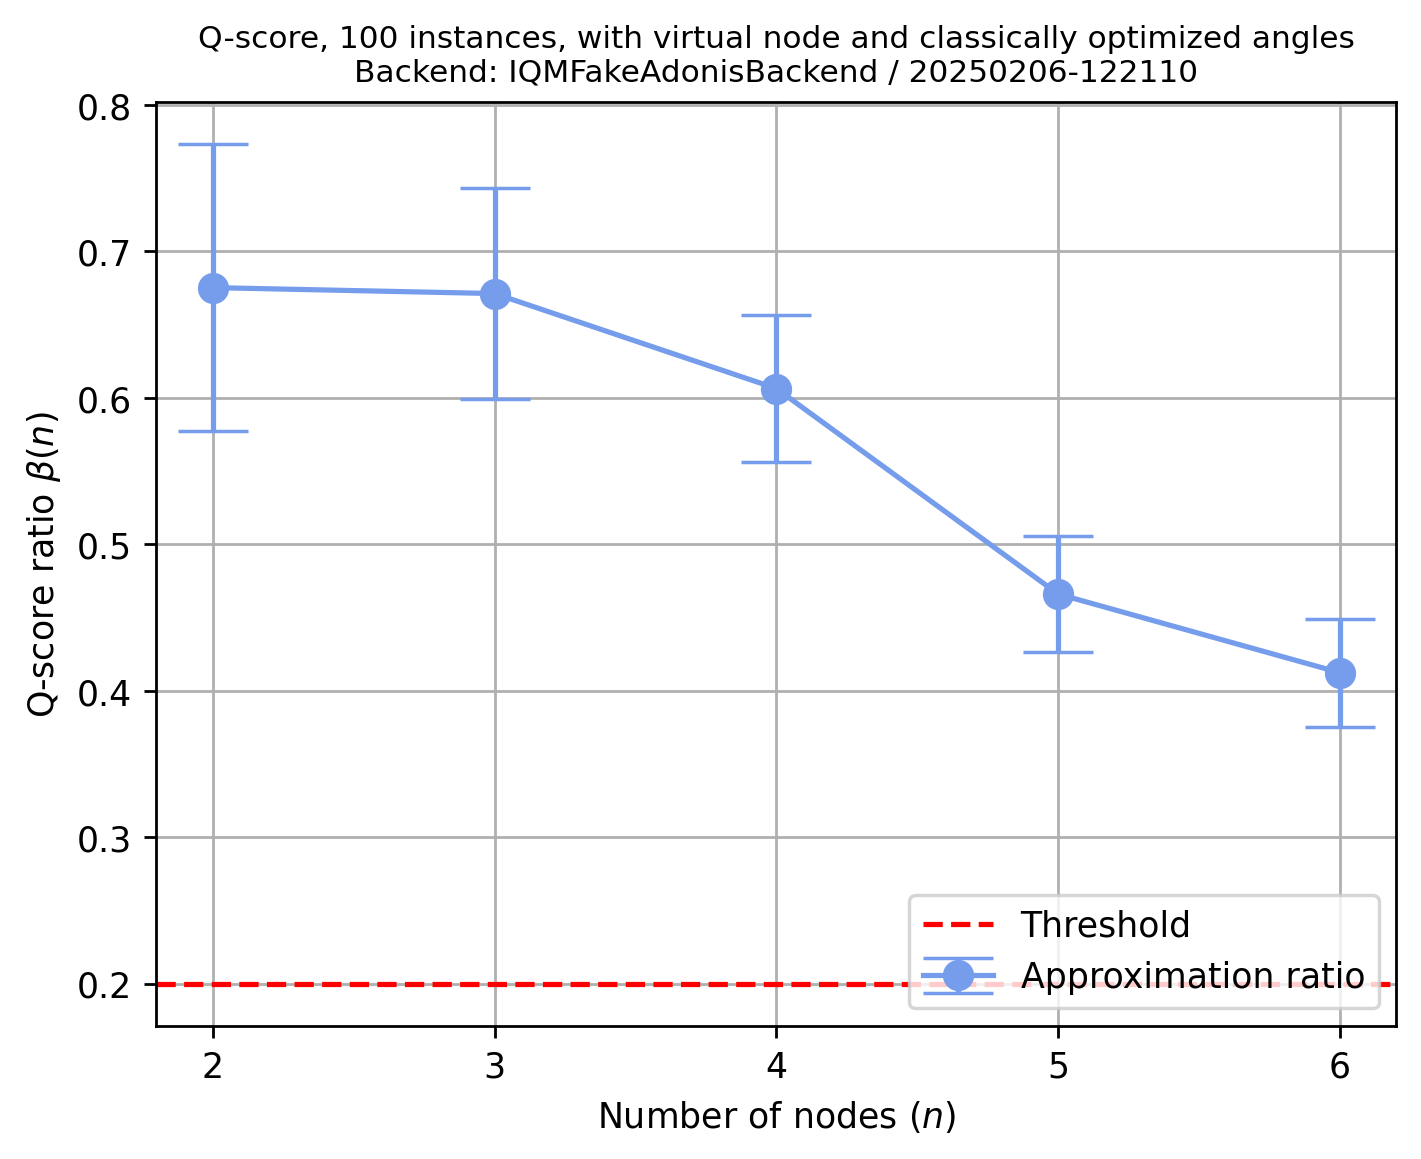 Q-score, 100 instances, with virtual node and classically optimized angles
Backend: IQMFakeAdonisBackend / 20250206-122110
0.8
0.7
0.6
0.5
0.4
0.3
0.2
Q-score ratio β(n)
Threshold
Approximation ratio
2 3 4 5 6
Number of nodes (n)